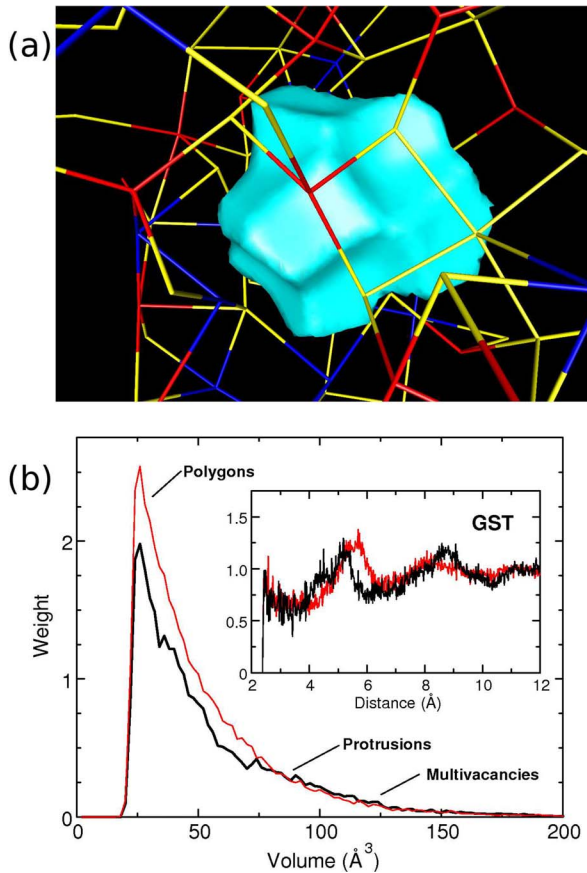 (a)
(b)
Polygons
GST
1.5
1.0
0.5
0
2 4 6 8 10 12
Distance (Å)
2
1
0
Weight
Protrusions
Multivacancies
0 50 100 150 200
Volume (Å³)